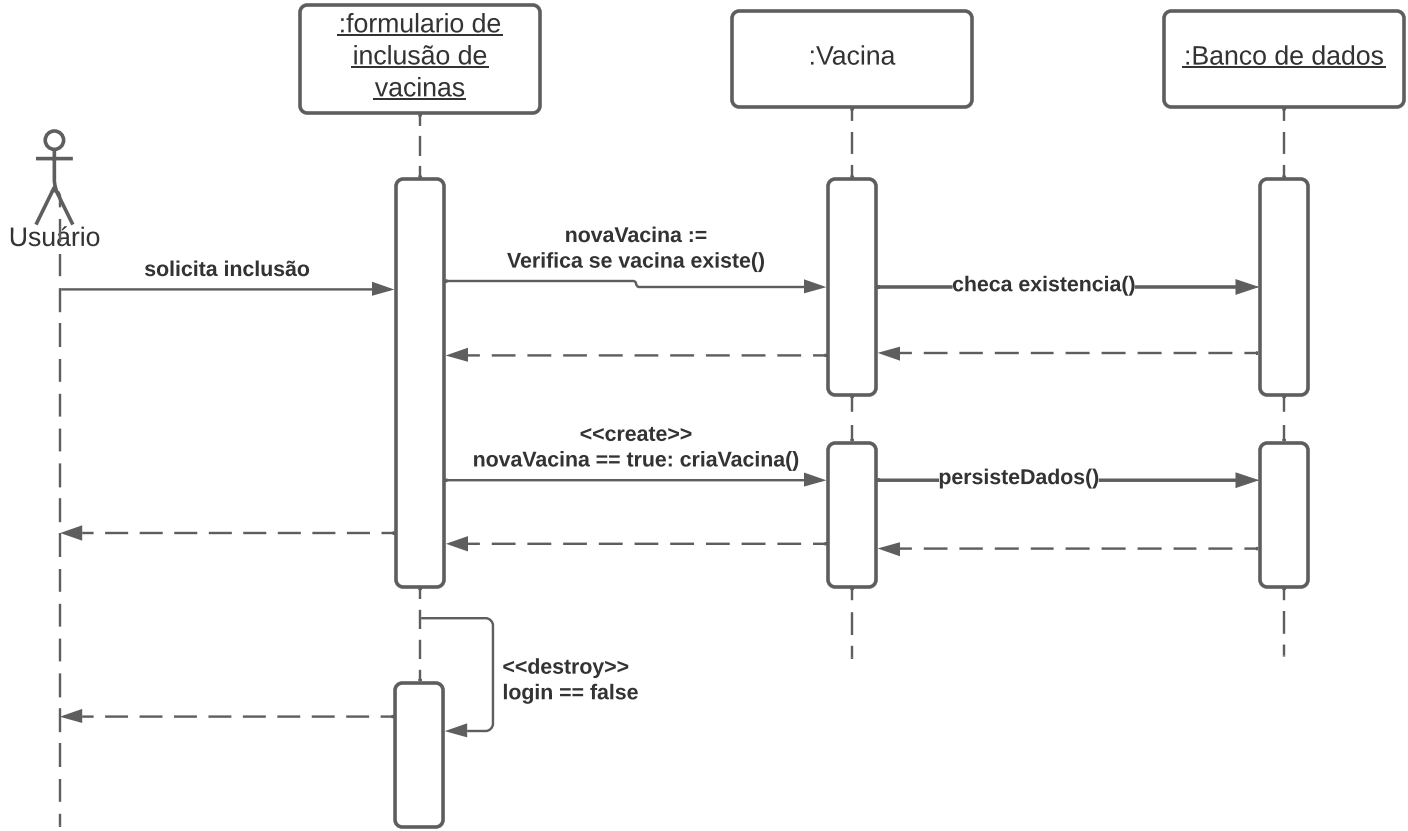 :formulario de
inclusão de
vacinas
:Vacina
:Banco de dados
Usuário
solicita inclusão
novaVacina :=
Verifica se vacina existe()
checa existencia()
<<create>>
novaVacina == true: criaVacina()
persisteDados()
<<destroy>>
login == false